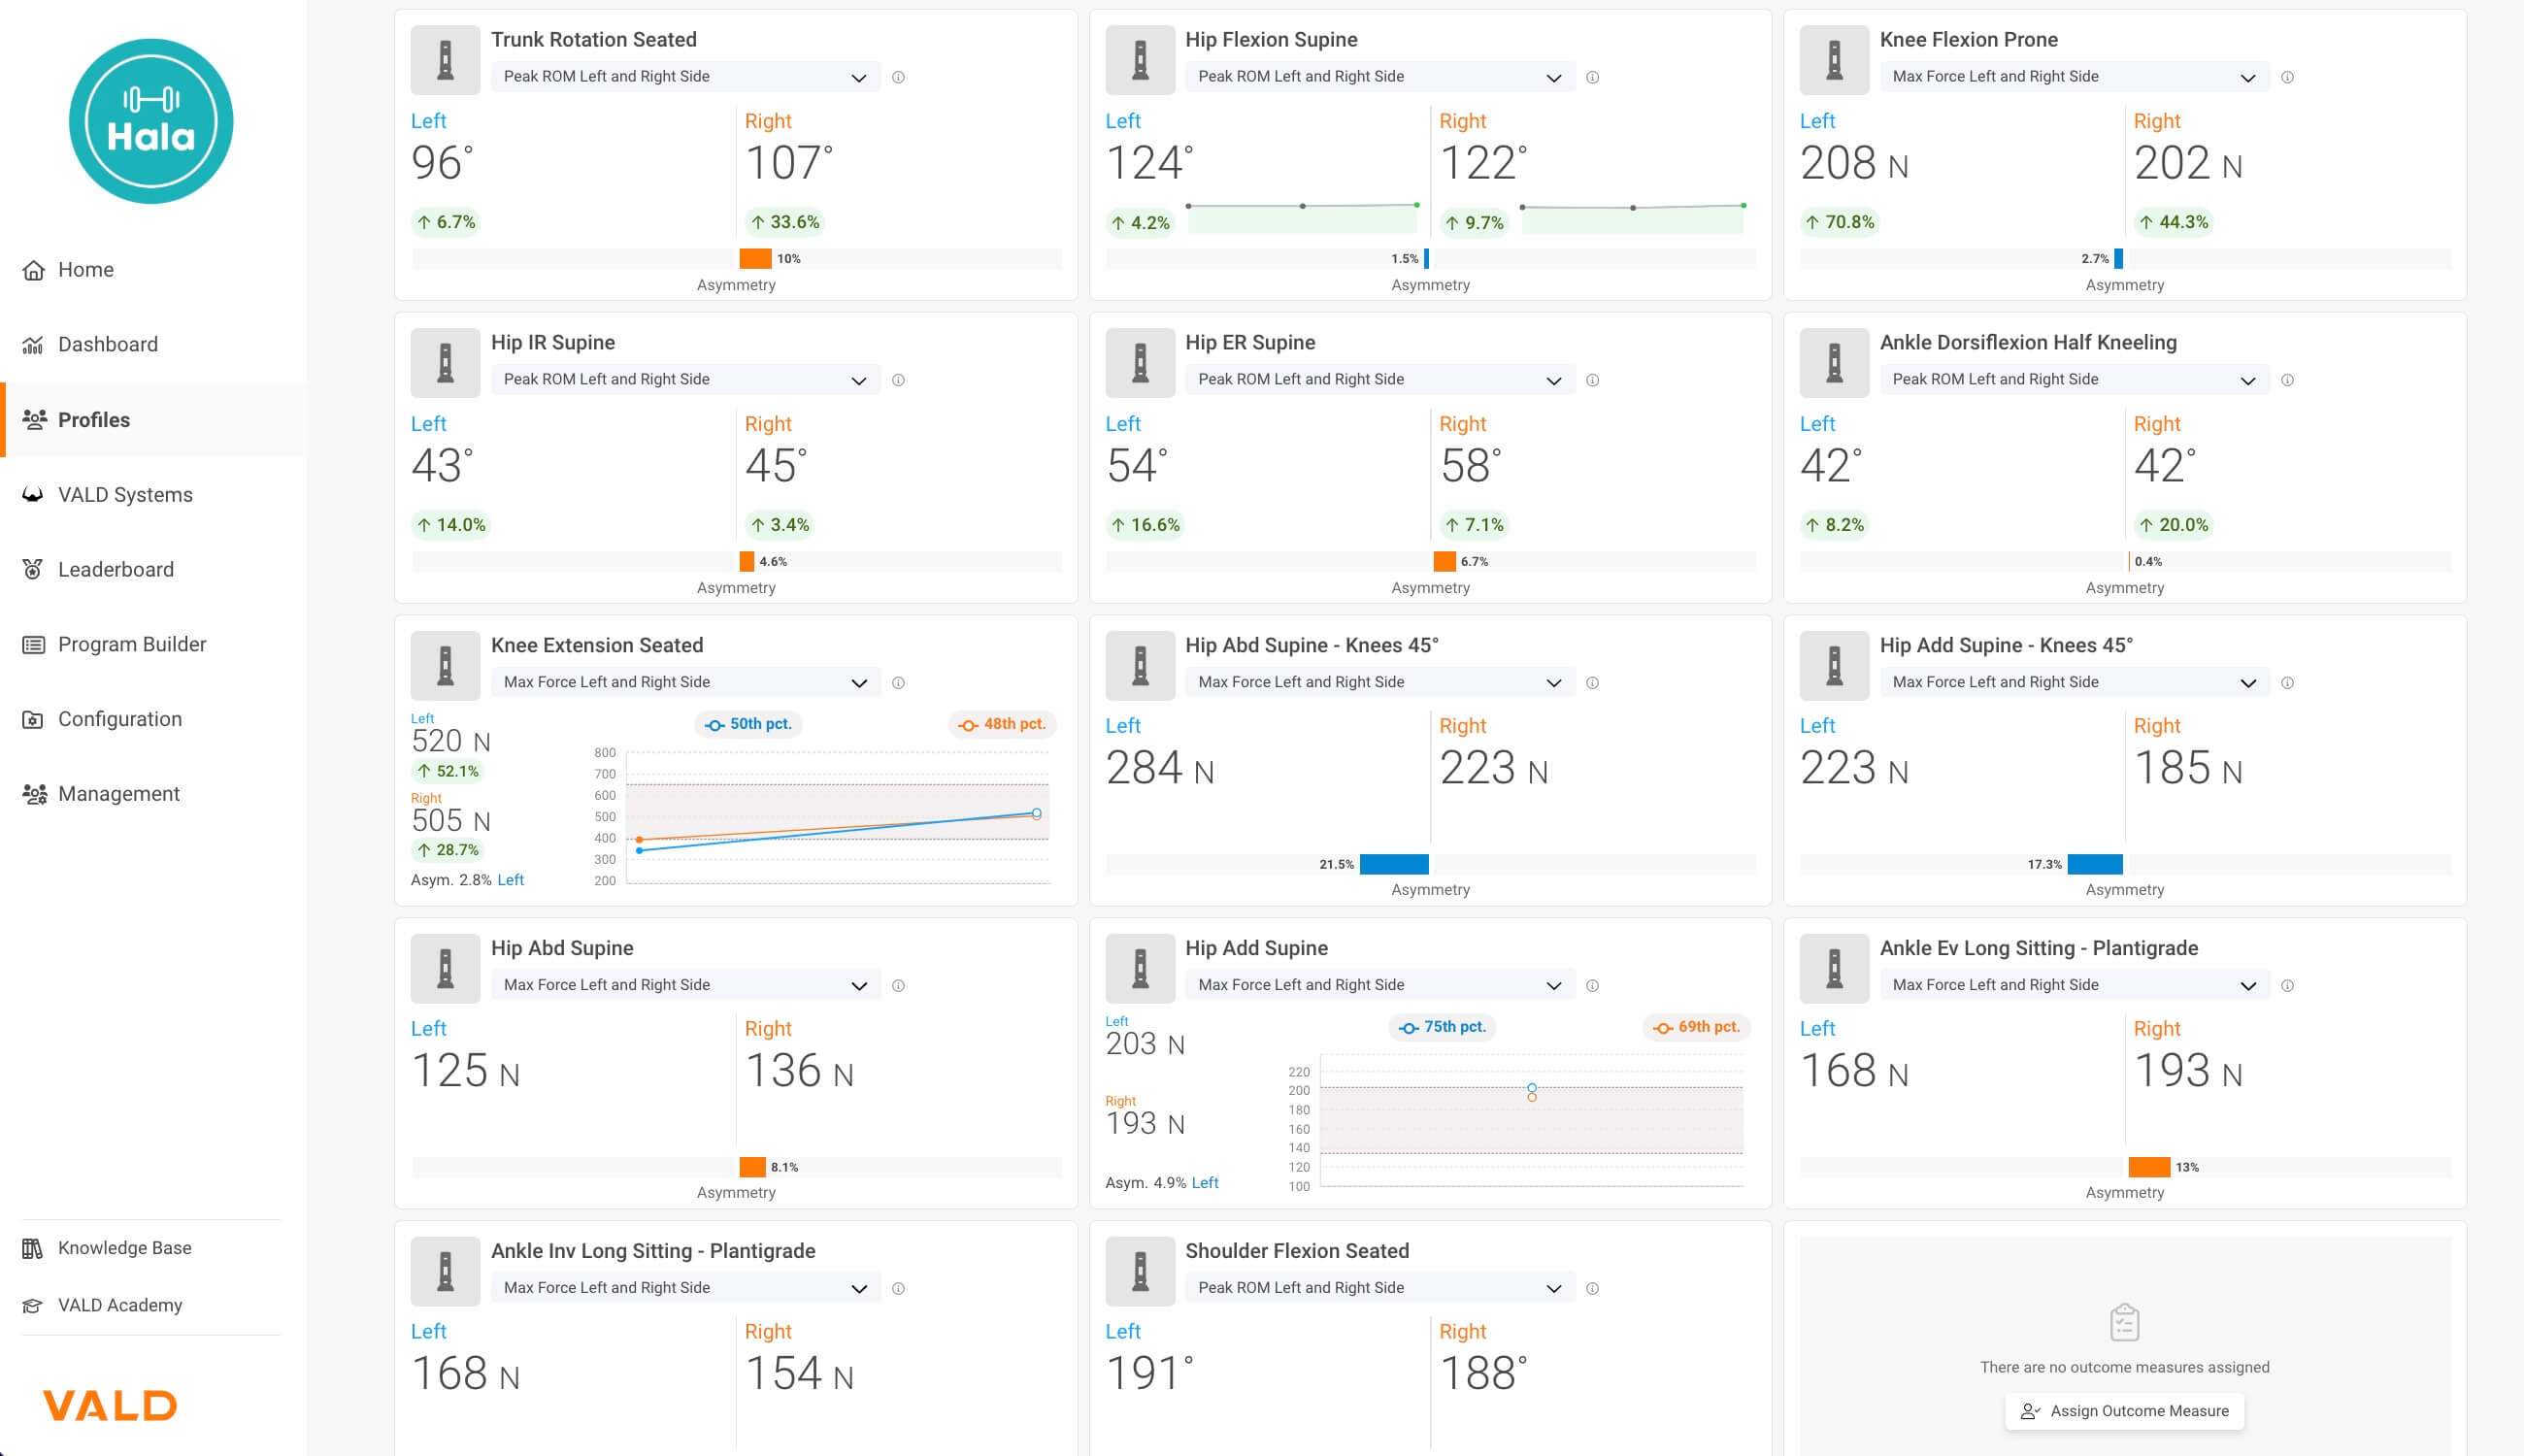 Hala
Home
Dashboard
Profiles
VALD Systems
Leaderboard
Program Builder
Configuration
Management
Knowledge Base
VALD Academy
VALD
Trunk Rotation Seated
Peak ROM Left and Right Side
Left
96°
↑ 6.7%
Right
107°
↑ 33.6%
10%
Asymmetry
Hip Flexion Supine
Peak ROM Left and Right Side
Left
124°
↑ 4.2%
Right
122°
↑ 9.7%
1.5%
Asymmetry
Knee Flexion Prone
Max Force Left and Right Side
Left
208 N
↑ 70.8%
Right
202 N
↑ 44.3%
2.7%
Asymmetry
Hip IR Supine
Peak ROM Left and Right Side
Left
43°
↑ 14.0%
Right
45°
↑ 3.4%
4.6%
Asymmetry
Hip ER Supine
Peak ROM Left and Right Side
Left
54°
↑ 16.6%
Right
58°
↑ 7.1%
6.7%
Asymmetry
Ankle Dorsiflexion Half Kneeling
Peak ROM Left and Right Side
Left
42°
↑ 8.2%
Right
42°
↑ 20.0%
0.4%
Asymmetry
Knee Extension Seated
Max Force Left and Right Side
Left
520 N
↑ 52.1%
Right
505 N
↑ 28.7%
Asym. 2.8% Left
50th pct.
48th pct.
800
700
600
500
400
300
200
Hip Abd Supine - Knees 45°
Max Force Left and Right Side
Left
284 N
Right
223 N
21.5%
Asymmetry
Hip Add Supine - Knees 45°
Max Force Left and Right Side
Left
223 N
Right
185 N
17.3%
Asymmetry
Hip Abd Supine
Max Force Left and Right Side
Left
125 N
Right
136 N
8.1%
Asymmetry
Hip Add Supine
Max Force Left and Right Side
Left
203 N
Right
193 N
Asym. 4.9% Left
75th pct.
69th pct.
220
200
180
160
140
120
100
Ankle Ev Long Sitting - Plantigrade
Max Force Left and Right Side
Left
168 N
Right
193 N
13%
Asymmetry
Ankle Inv Long Sitting - Plantigrade
Max Force Left and Right Side
Left
168 N
Right
154 N
Shoulder Flexion Seated
Peak ROM Left and Right Side
Left
191°
Right
188°
There are no outcome measures assigned
Assign Outcome Measure